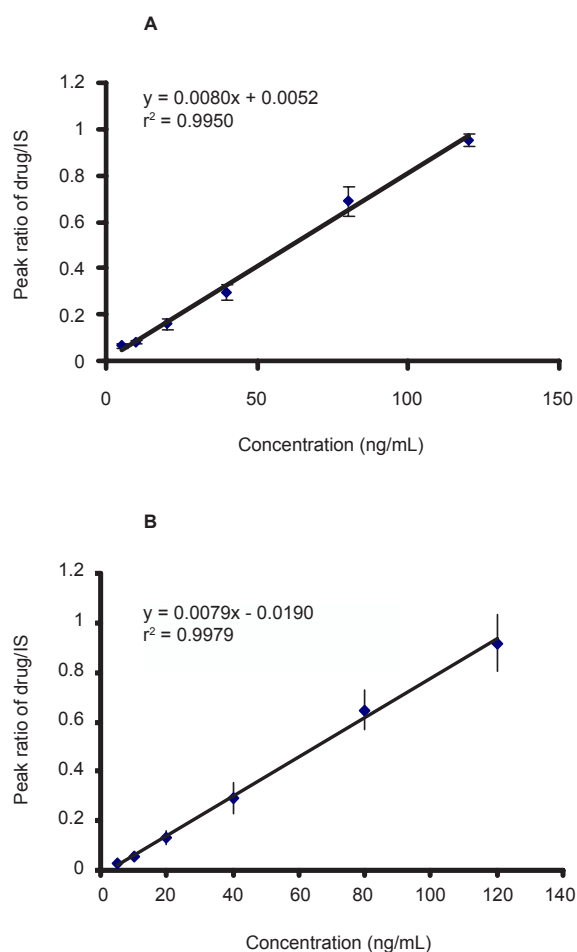 A
1.2
1
0.8
0.6
0.4
0.2
0
y = 0.0080x + 0.0052
r² = 0.9950
Peak ratio of drug/IS
0 50 100 150
Concentration (ng/mL)
B
1.2
1
0.8
0.6
0.4
0.2
0
y = 0.0079x - 0.0190
r² = 0.9979
Peak ratio of drug/IS
0 20 40 60 80 100 120 140
Concentration (ng/mL)